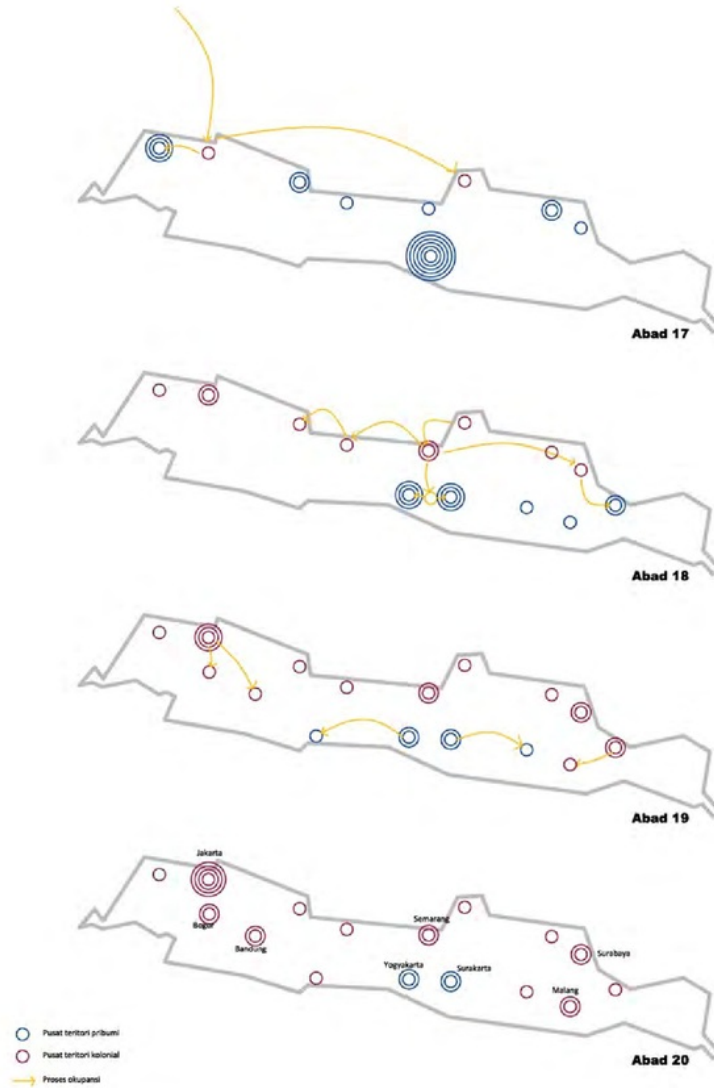 Abad 17
Abad 18
Abad 19
Jakarta
Bogor
Bandung
Semarang
Surabaya
Yogyakarta
Surakarta
Malang
Pusat teritori pribumi
Pusat teritori kolonial
Proses okupansi
Abad 20